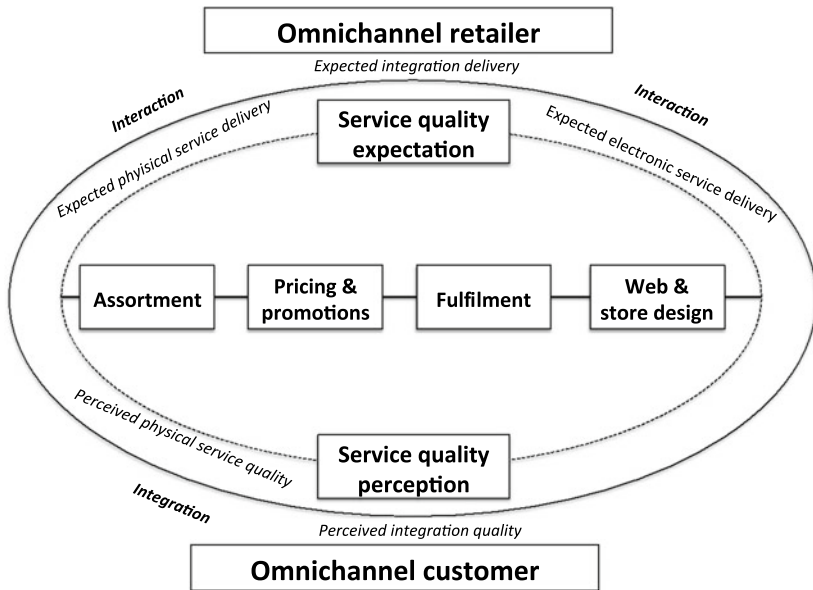 Omnichannel retailer
Expected integration delivery
Interaction
Interaction
Expected phyisical service delivery
Service quality
expectation
Expected electronic service delivery
Assortment
Pricing &
promotions
Fulfilment
Web &
store design
Perceived physical service quality
Service quality
perception
Integration
Perceived integration quality
Omnichannel customer